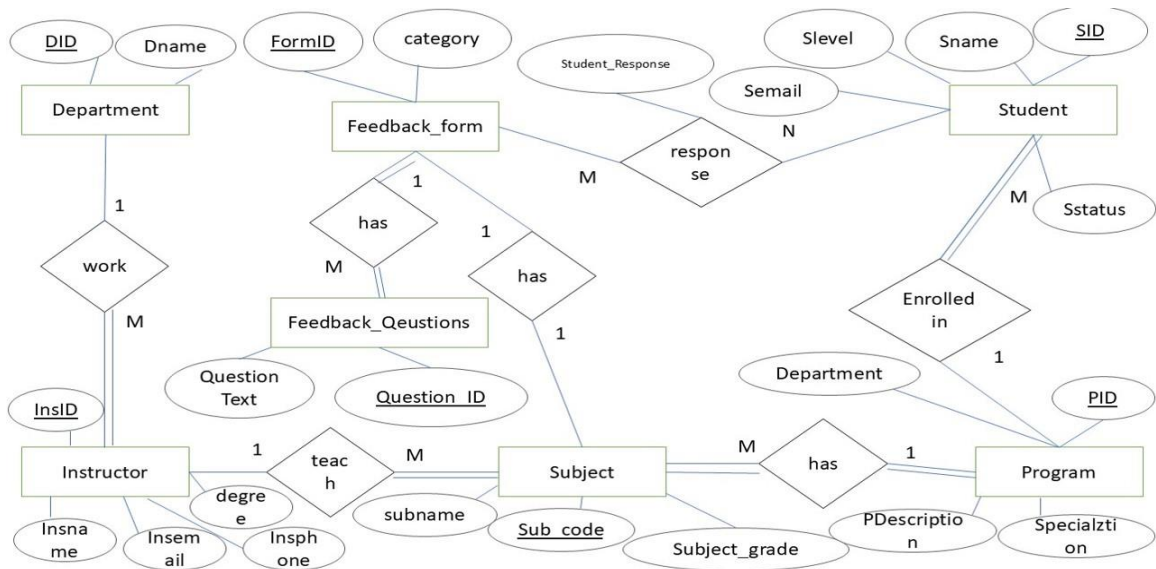 DID
Dname
FormID
category
Student_Response
Slevel
Sname
SID
Semail
Department
Feedback_form
Student
N
respon
se
M
1
1
has
M
Sstatus
1
work
M
has
Enrolled
in
M
Feedback_Qeustions
1
1
Question
Text
Question_ID
Department
PID
InsID
Instructor
1
teac
h
M
Subject
M
has
1
Program
degre
e
subname
Sub_code
Subject_grade
PDescriptio
n
Specialzti
on
Insna
me
Insem
ail
Insph
one